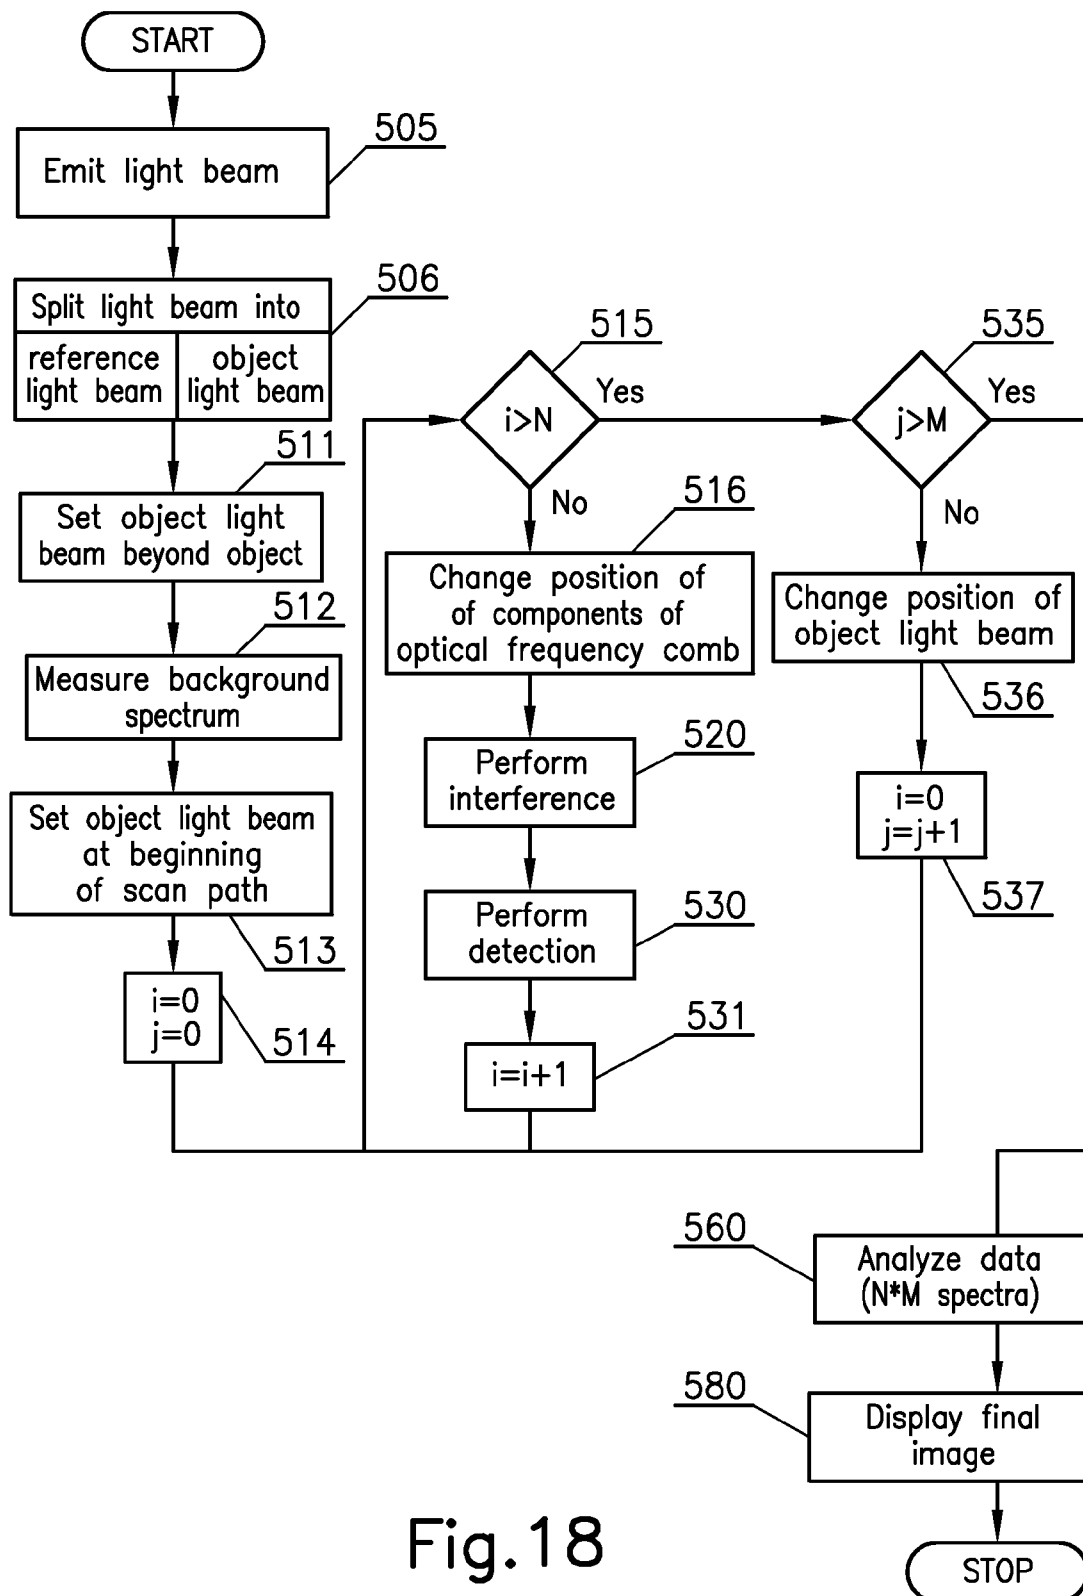 START
505
Emit light beam
506
Split light beam into
reference
light beam
object
light beam
511
Set object light
beam beyond object
512
Measure background
spectrum
Set object light beam
at beginning
of scan path
513
i=0
j=0
514
515
i>N
Yes
No
516
Change position of
of components of
optical frequency comb
520
Perform
interference
530
Perform
detection
531
i=i+1
535
j>M
Yes
No
Change position of
object light beam
536
i=0
j=j+1
537
560
Analyze data
(N*M spectra)
580
Display final
image
STOP
Fig.18